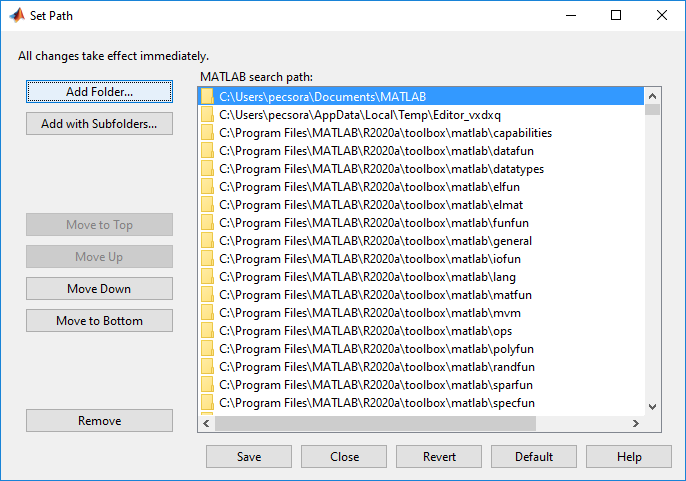 Set Path
All changes take effect immediately.
MATLAB search path:
Add Folder...
Add with Subfolders...
Move to Top
Move Up
Move Down
Move to Bottom
Remove
C:\Users\pecsora\Documents\MATLAB
C:\Users\pecsora\AppData\Local\Temp\Editor_vxdxq
C:\Program Files\MATLAB\R2020a\toolbox\matlab\capabilities
C:\Program Files\MATLAB\R2020a\toolbox\matlab\datafun
C:\Program Files\MATLAB\R2020a\toolbox\matlab\datatypes
C:\Program Files\MATLAB\R2020a\toolbox\matlab\elfun
C:\Program Files\MATLAB\R2020a\toolbox\matlab\elmat
C:\Program Files\MATLAB\R2020a\toolbox\matlab\funfun
C:\Program Files\MATLAB\R2020a\toolbox\matlab\general
C:\Program Files\MATLAB\R2020a\toolbox\matlab\iofun
C:\Program Files\MATLAB\R2020a\toolbox\matlab\lang
C:\Program Files\MATLAB\R2020a\toolbox\matlab\matfun
C:\Program Files\MATLAB\R2020a\toolbox\matlab\mvm
C:\Program Files\MATLAB\R2020a\toolbox\matlab\ops
C:\Program Files\MATLAB\R2020a\toolbox\matlab\polyfun
C:\Program Files\MATLAB\R2020a\toolbox\matlab\randfun
C:\Program Files\MATLAB\R2020a\toolbox\matlab\sparfun
C:\Program Files\MATLAB\R2020a\toolbox\matlab\specfun
Save
Close
Revert
Default
Help